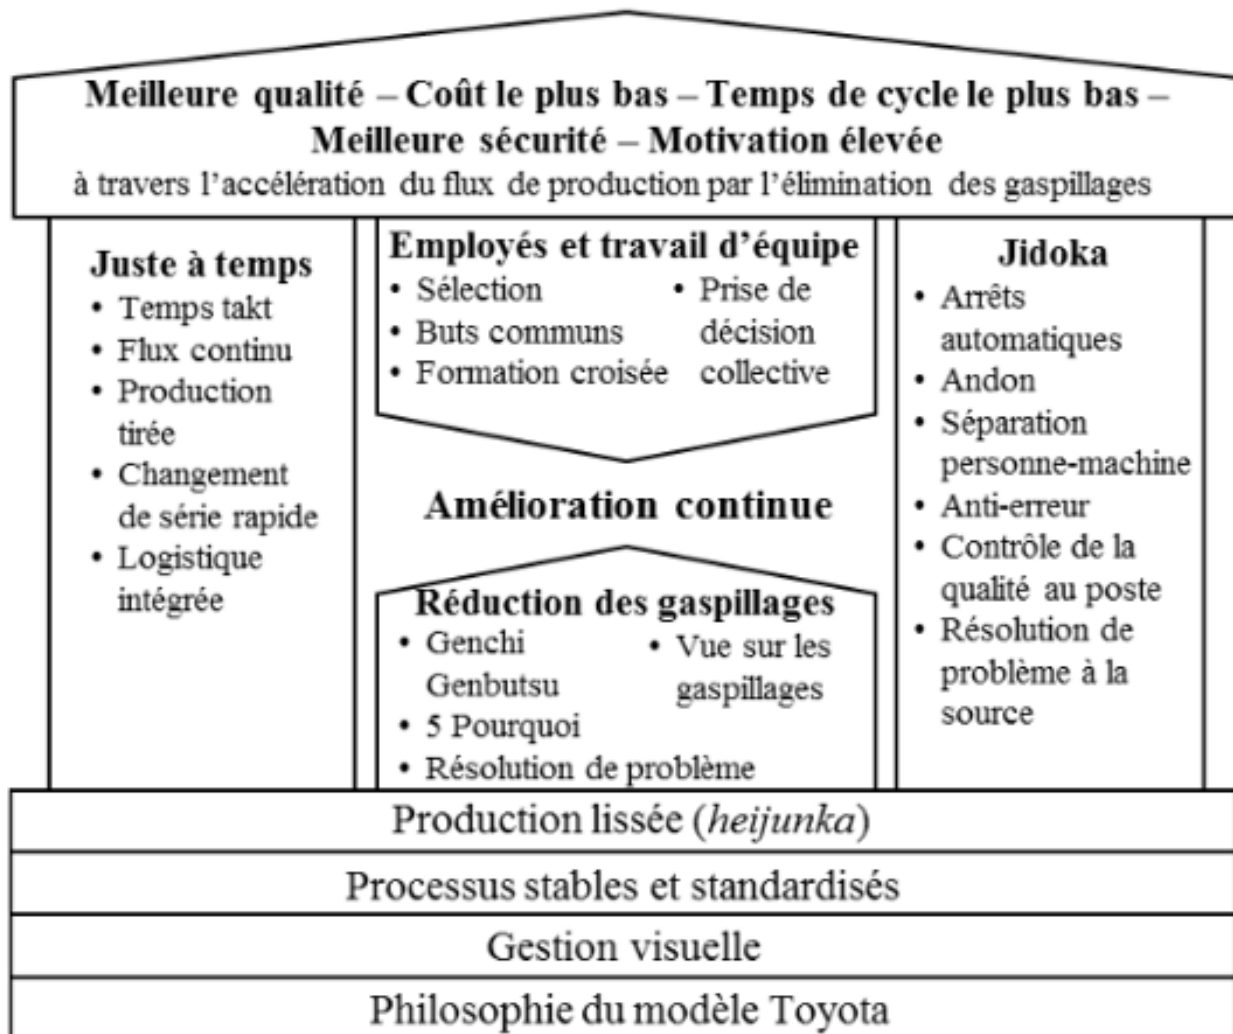 Meilleure qualité – Coût le plus bas – Temps de cycle le plus bas –
Meilleure sécurité – Motivation élevée
à travers l’accélération du flux de production par l’élimination des gaspillages
Juste à temps
• Temps takt
• Flux continu
• Production
tirée
• Changement
de série rapide
• Logistique
intégrée
Employés et travail d’équipe
• Sélection
• Buts communs
• Formation croisée
• Prise de
décision
collective
Amélioration continue
Réduction des gaspillages
• Genchi
Genbutsu
• 5 Pourquoi
• Résolution de problème
• Vue sur les
gaspillages
Jidoka
• Arrêts
automatiques
• Andon
• Séparation
personne-machine
• Anti-erreur
• Contrôle de la
qualité au poste
• Résolution de
problème à la
source
Production lissée (heijunka)
Processus stables et standardisés
Gestion visuelle
Philosophie du modèle Toyota